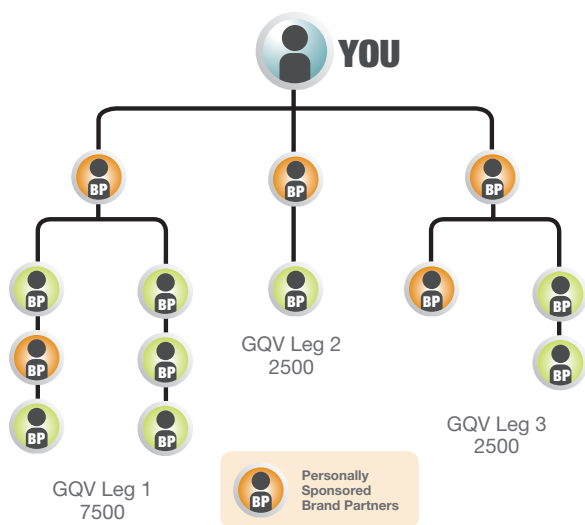 YOU
BP
BP
BP
BP
BP
BP
BP
BP
BP
BP
BP
BP
BP
BP
GQV Leg 2
2500
GQV Leg 3
2500
GQV Leg 1
7500
Personally
Sponsored
Brand Partners
BP